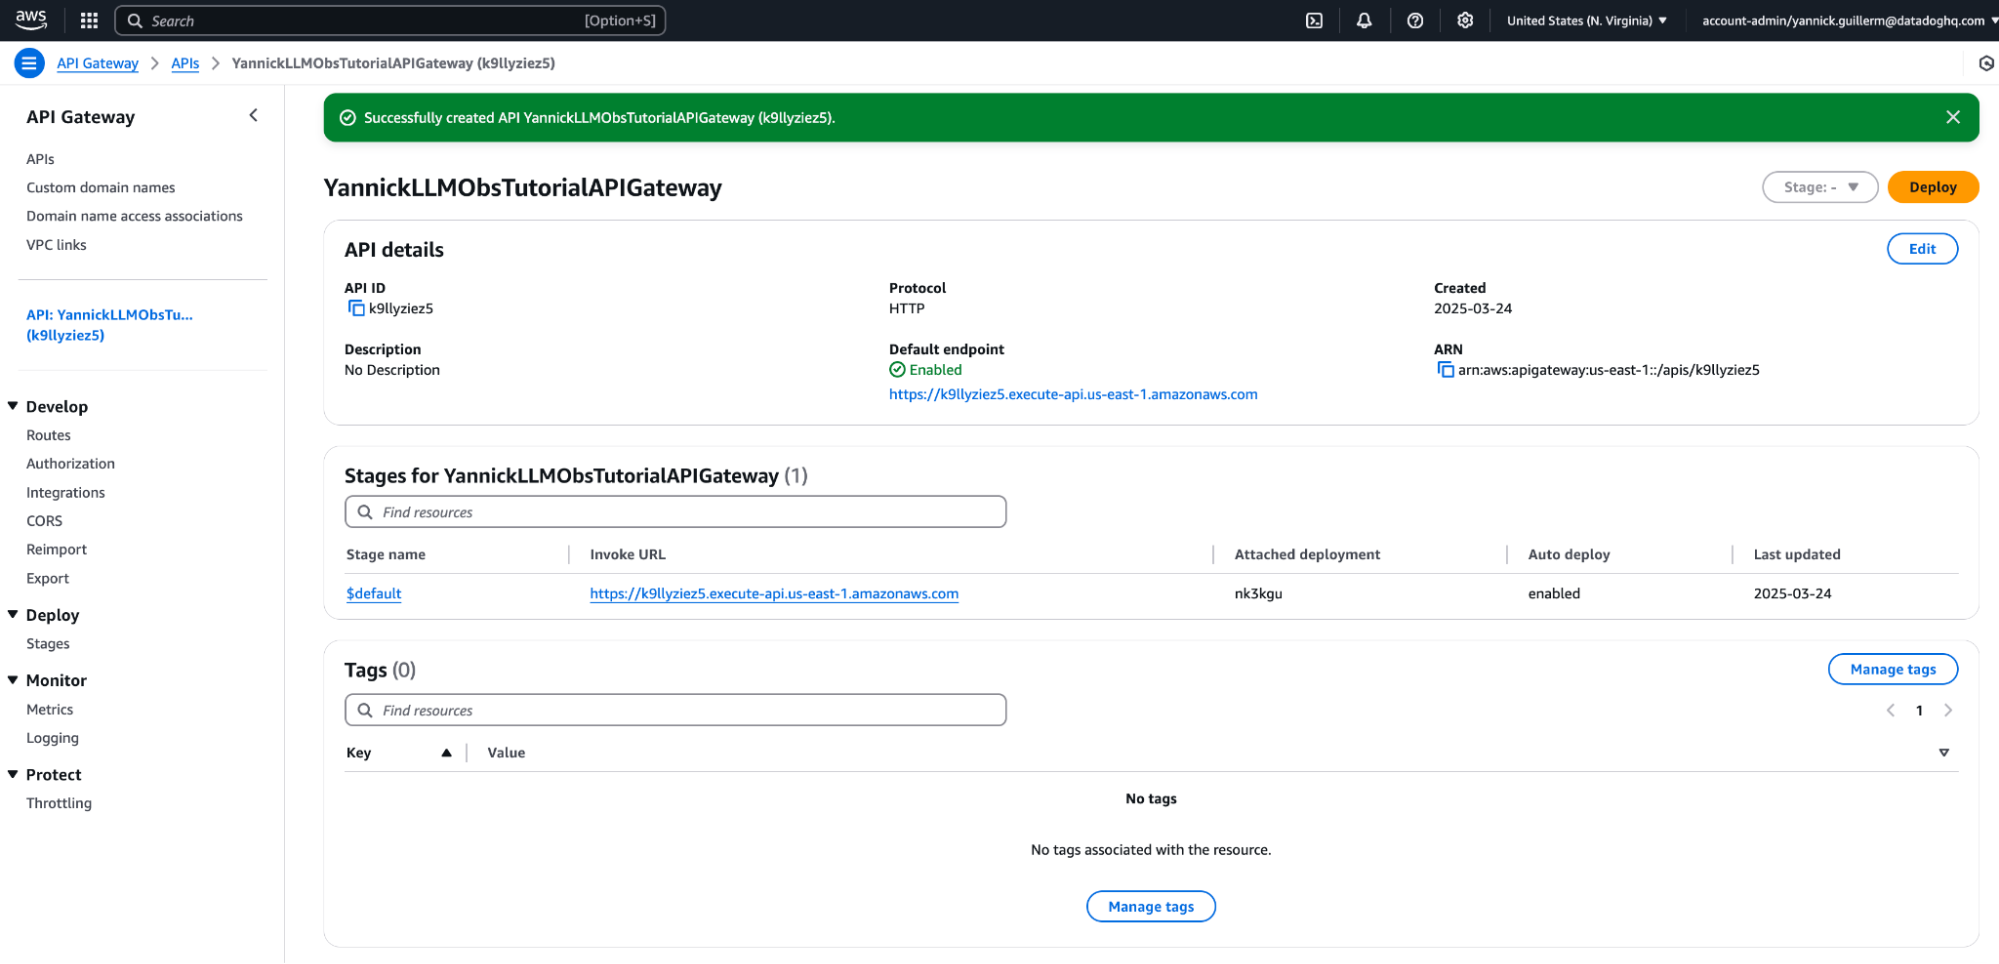 aws
Search
[Option+S]
United States (N. Virginia)
account-admin/yannick.guillerm@datadoghq.com
API Gateway
APIs
YannickLLMObsTutorialAPIGateway (k9llyziez5)
API Gateway
APIs
Custom domain names
Domain name access associations
VPC links
API: YannickLLMObsTu...
(k9llyziez5)
Develop
Routes
Authorization
Integrations
CORS
Reimport
Export
Deploy
Stages
Monitor
Metrics
Logging
Protect
Throttling
Successfully created API YannickLLMObsTutorialAPIGateway (k9llyziez5).
YannickLLMObsTutorialAPIGateway
Stage: -
Deploy
API details
Edit
API ID
k9llyziez5
Protocol
HTTP
Created
2025-03-24
Description
No Description
Default endpoint
Enabled
https://k9llyziez5.execute-api.us-east-1.amazonaws.com
ARN
arn:aws:apigateway:us-east-1::/apis/k9llyziez5
Stages for YannickLLMObsTutorialAPIGateway (1)
Find resources
Stage name
Invoke URL
Attached deployment
Auto deploy
Last updated
$default
https://k9llyziez5.execute-api.us-east-1.amazonaws.com
nk3kgu
enabled
2025-03-24
Tags (0)
Manage tags
Find resources
1
Key
Value
No tags
No tags associated with the resource.
Manage tags